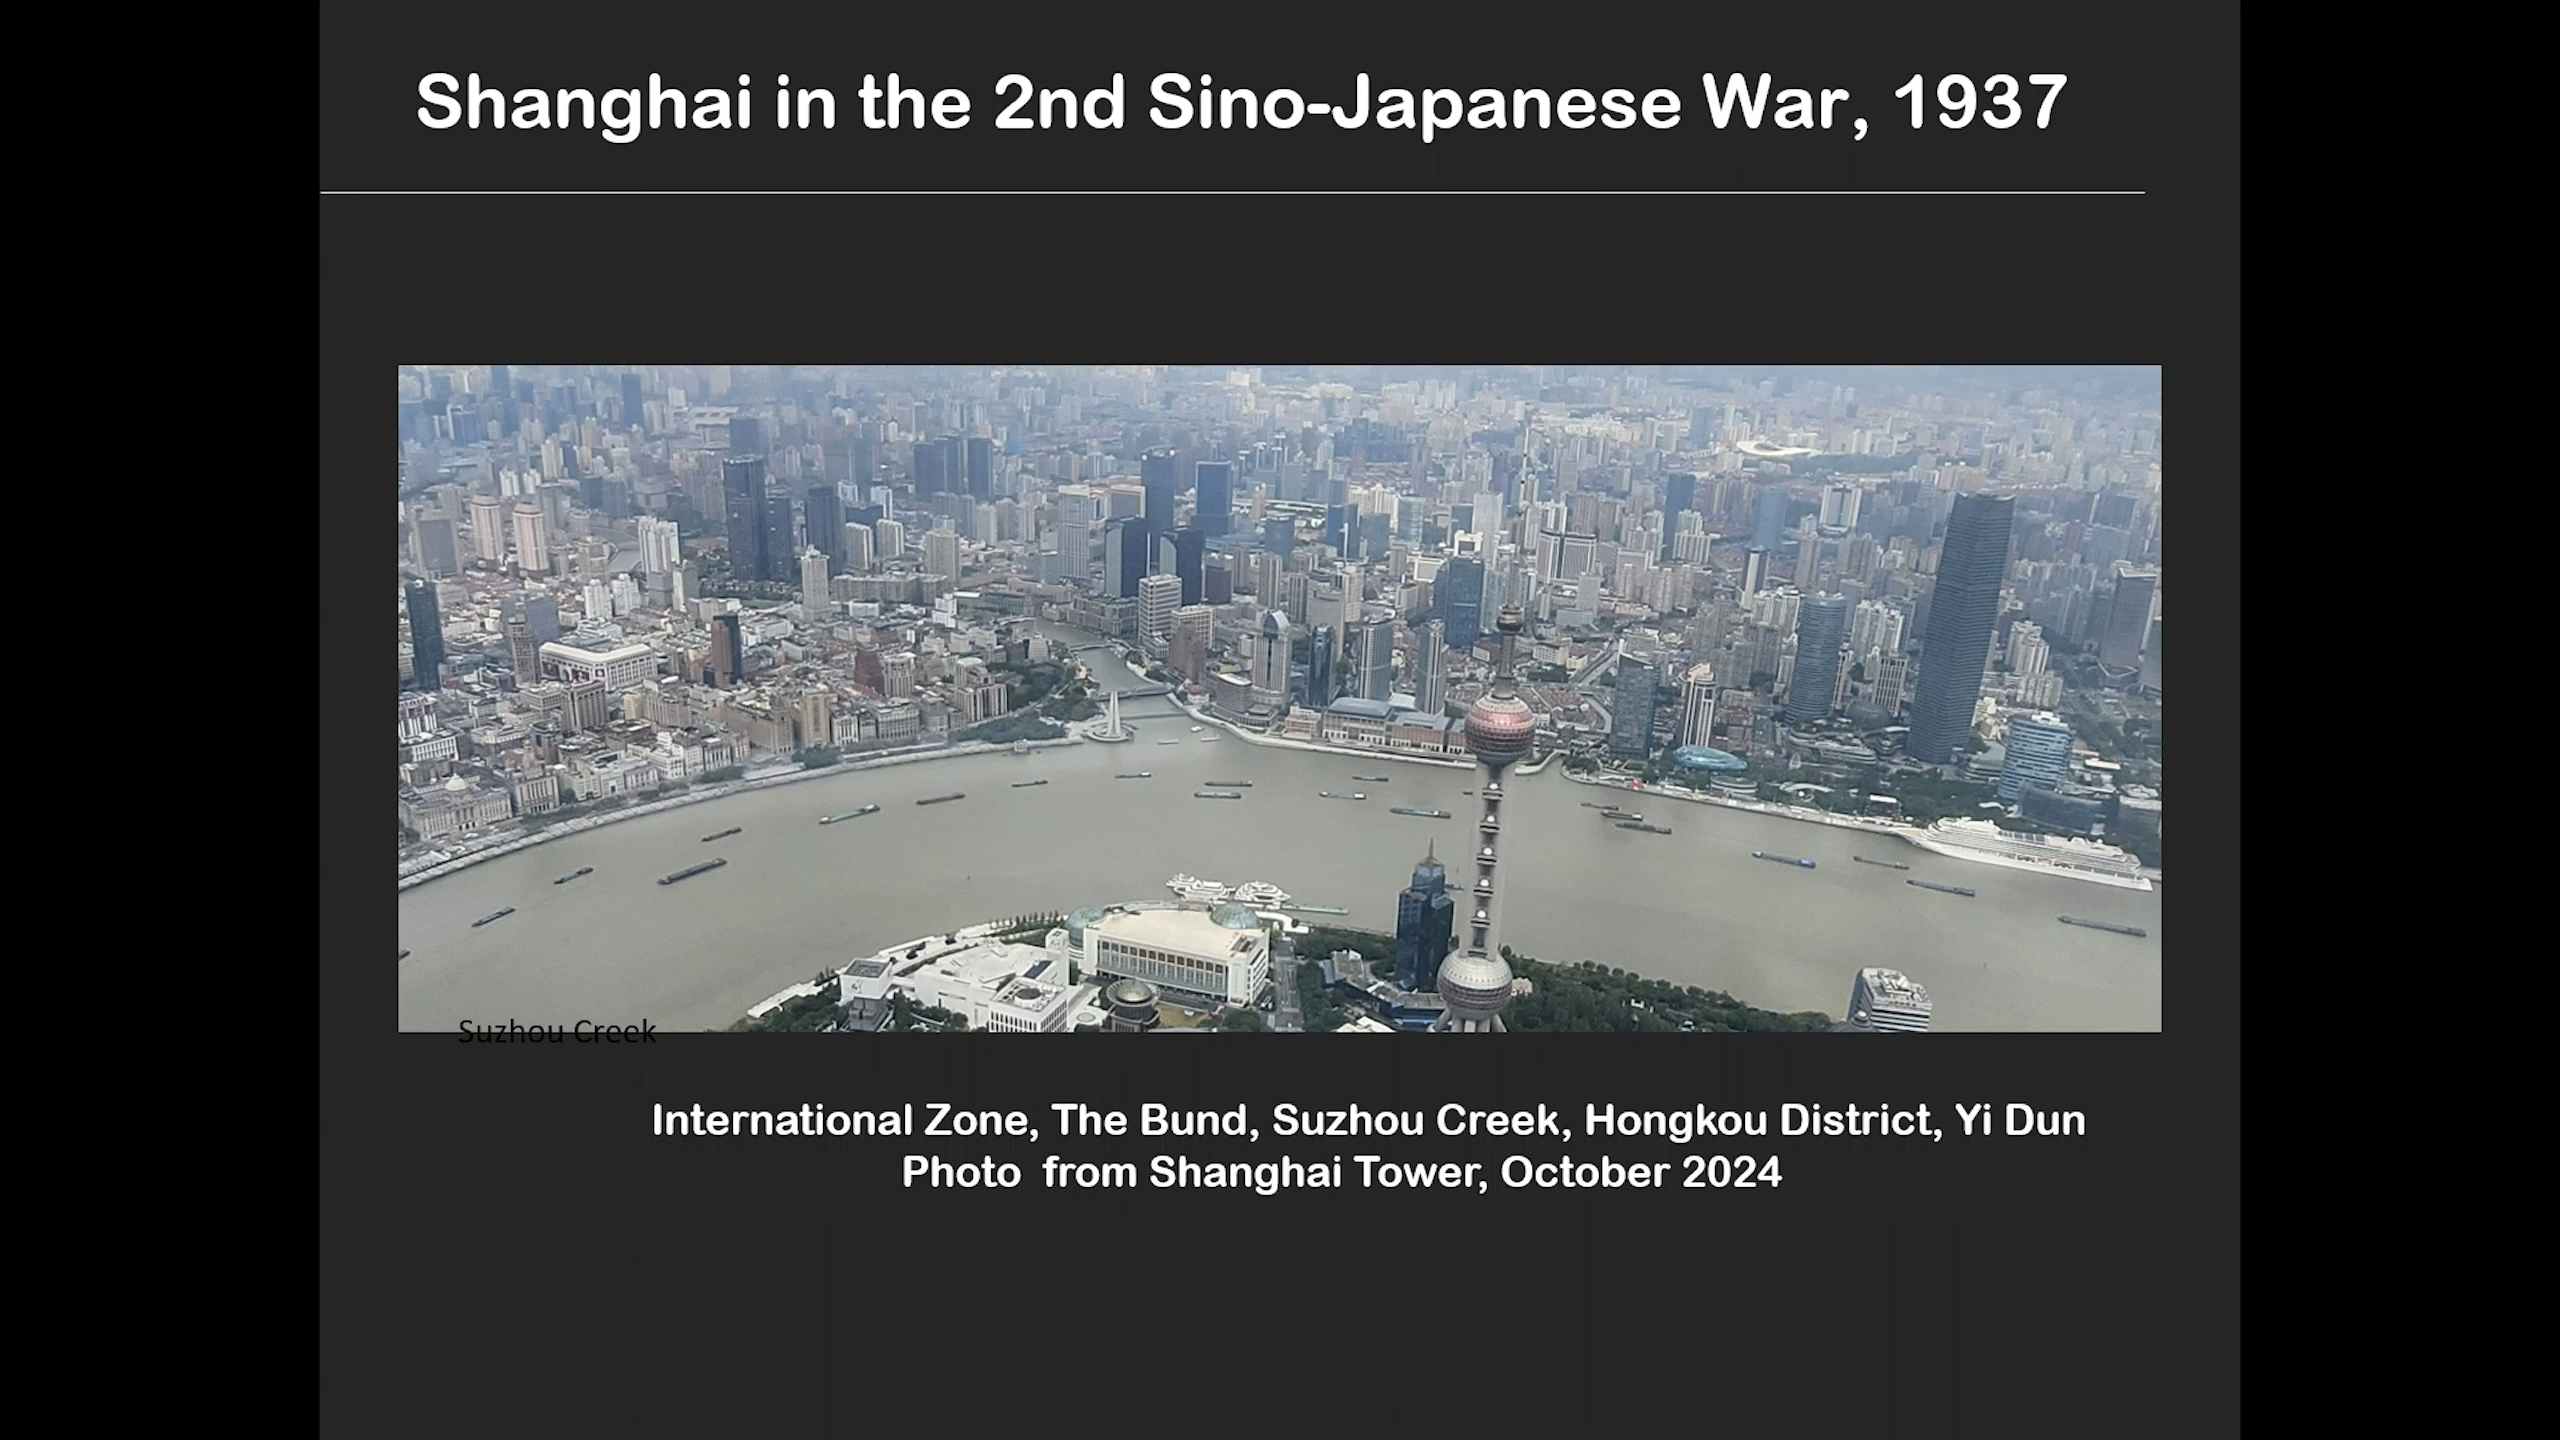 Shanghai in the 2nd Sino-Japanese War, 1937
Suzhou Creek
International Zone, The Bund, Suzhou Creek, Hongkou District, Yi Dun
Photo  from Shanghai Tower, October 2024